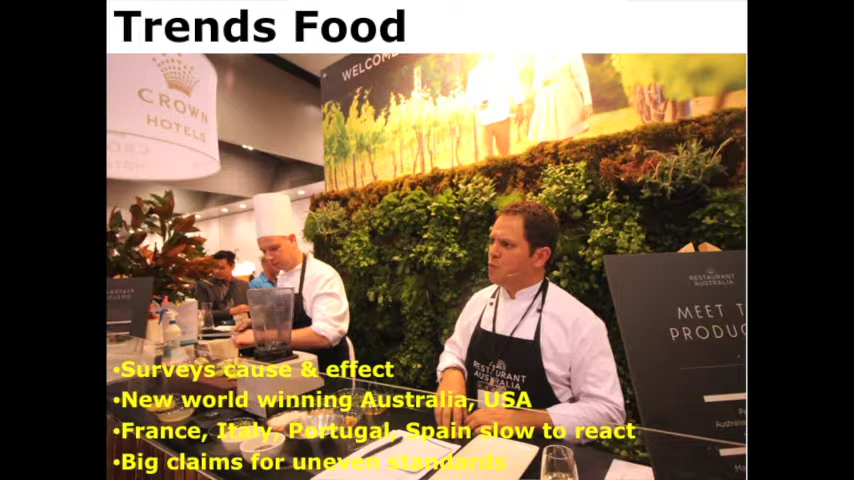 Trends Food
WELCOME
CROWN
HOTELS
RESTAURANT
AUSTRALIA
MEET T
PRODUC
RESTAURANT
AUSTRALIA
•Surveys cause & effect
•New world winning Australia, USA
•France, Italy, Portugal, Spain slow to react
•Big claims for uneven standards